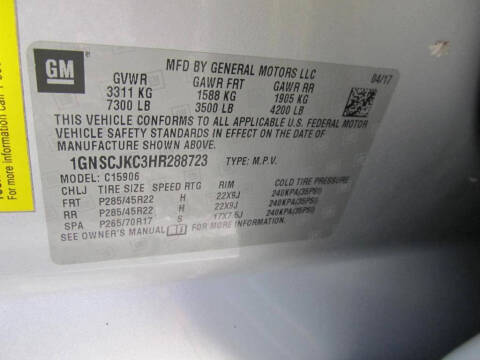 GM
MFD BY GENERAL MOTORS LLC
04/17
GVWR GAWR FRT GAWR RR
3311 KG 1588 KG 1905 KG
7300 LB 3500 LB 4200 LB
THIS VEHICLE CONFORMS TO ALL APPLICABLE U.S. FEDERAL MOTOR
VEHICLE SAFETY STANDARDS IN EFFECT ON THE DATE OF
MANUFACTURE SHOWN ABOVE.
1GNSCJKC3HR288723 TYPE: M.P.V.
MODEL: C15906
CHLJ TIRE SIZE SPEED RTG RIM COLD TIRE PRESSURE
FRT P285/45R22 H 22X9J 240KPA(35PSI)
RR P285/45R22 H 22X9J 240KPA(35PSI)
SPA P265/70R17 S 17X7.5J 240KPA(35PSI)
SEE OWNER'S MANUAL FOR MORE INFORMATION.
information call